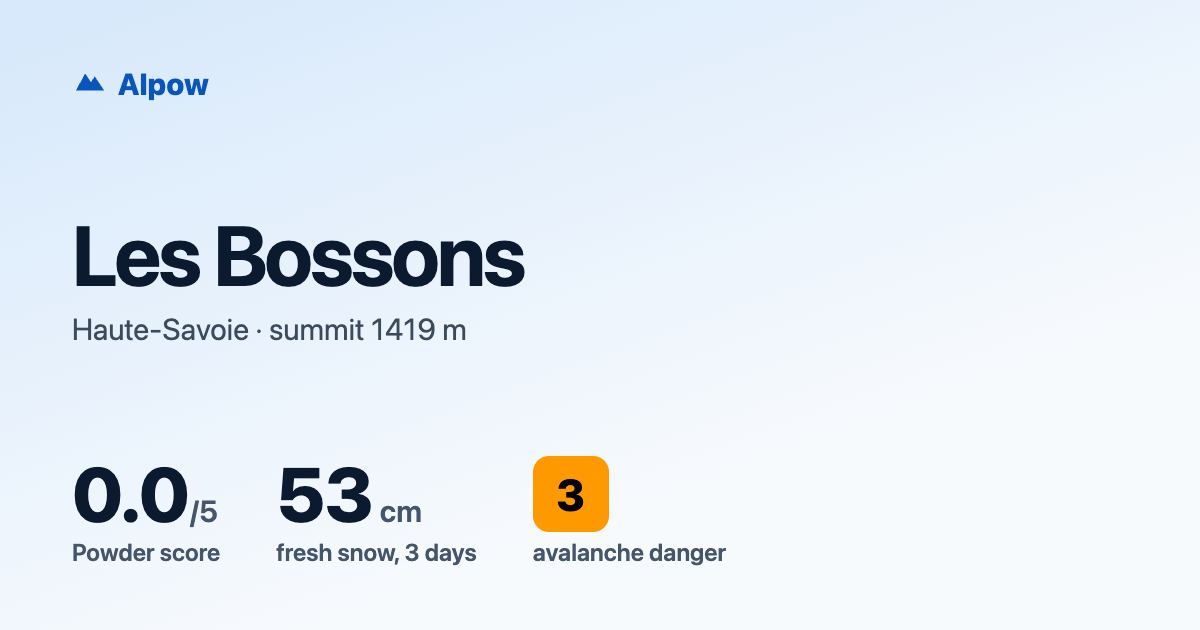 Alpow
Les Bossons
Haute-Savoie · summit 1419 m
0.0/5 53 cm 3
Powder score fresh snow, 3 days avalanche danger